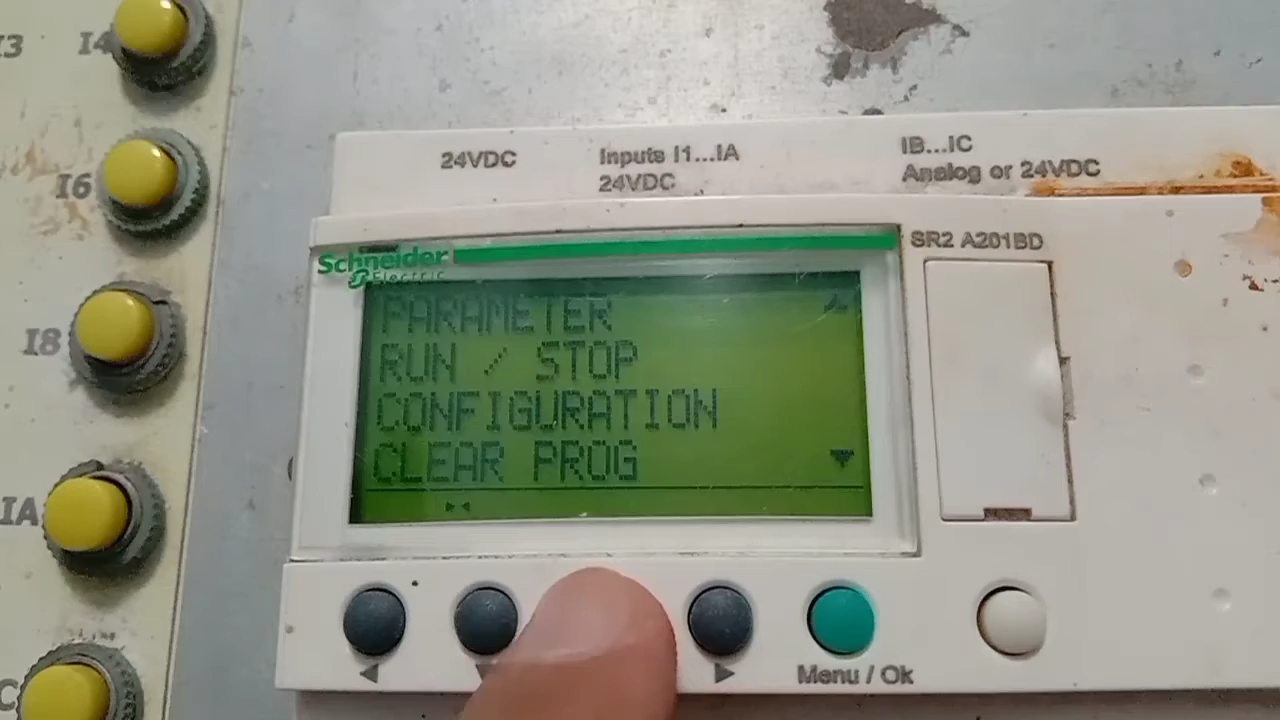 I3
I4
I6
I8
IA
C
24VDC
Inputs I1...IA
24VDC
IB...IC
Analog or 24VDC
SR2 A201BD
Schneider
Electric
PARAMETER
RUN / STOP
CONFIGURATION
CLEAR PROG
Menu / Ok